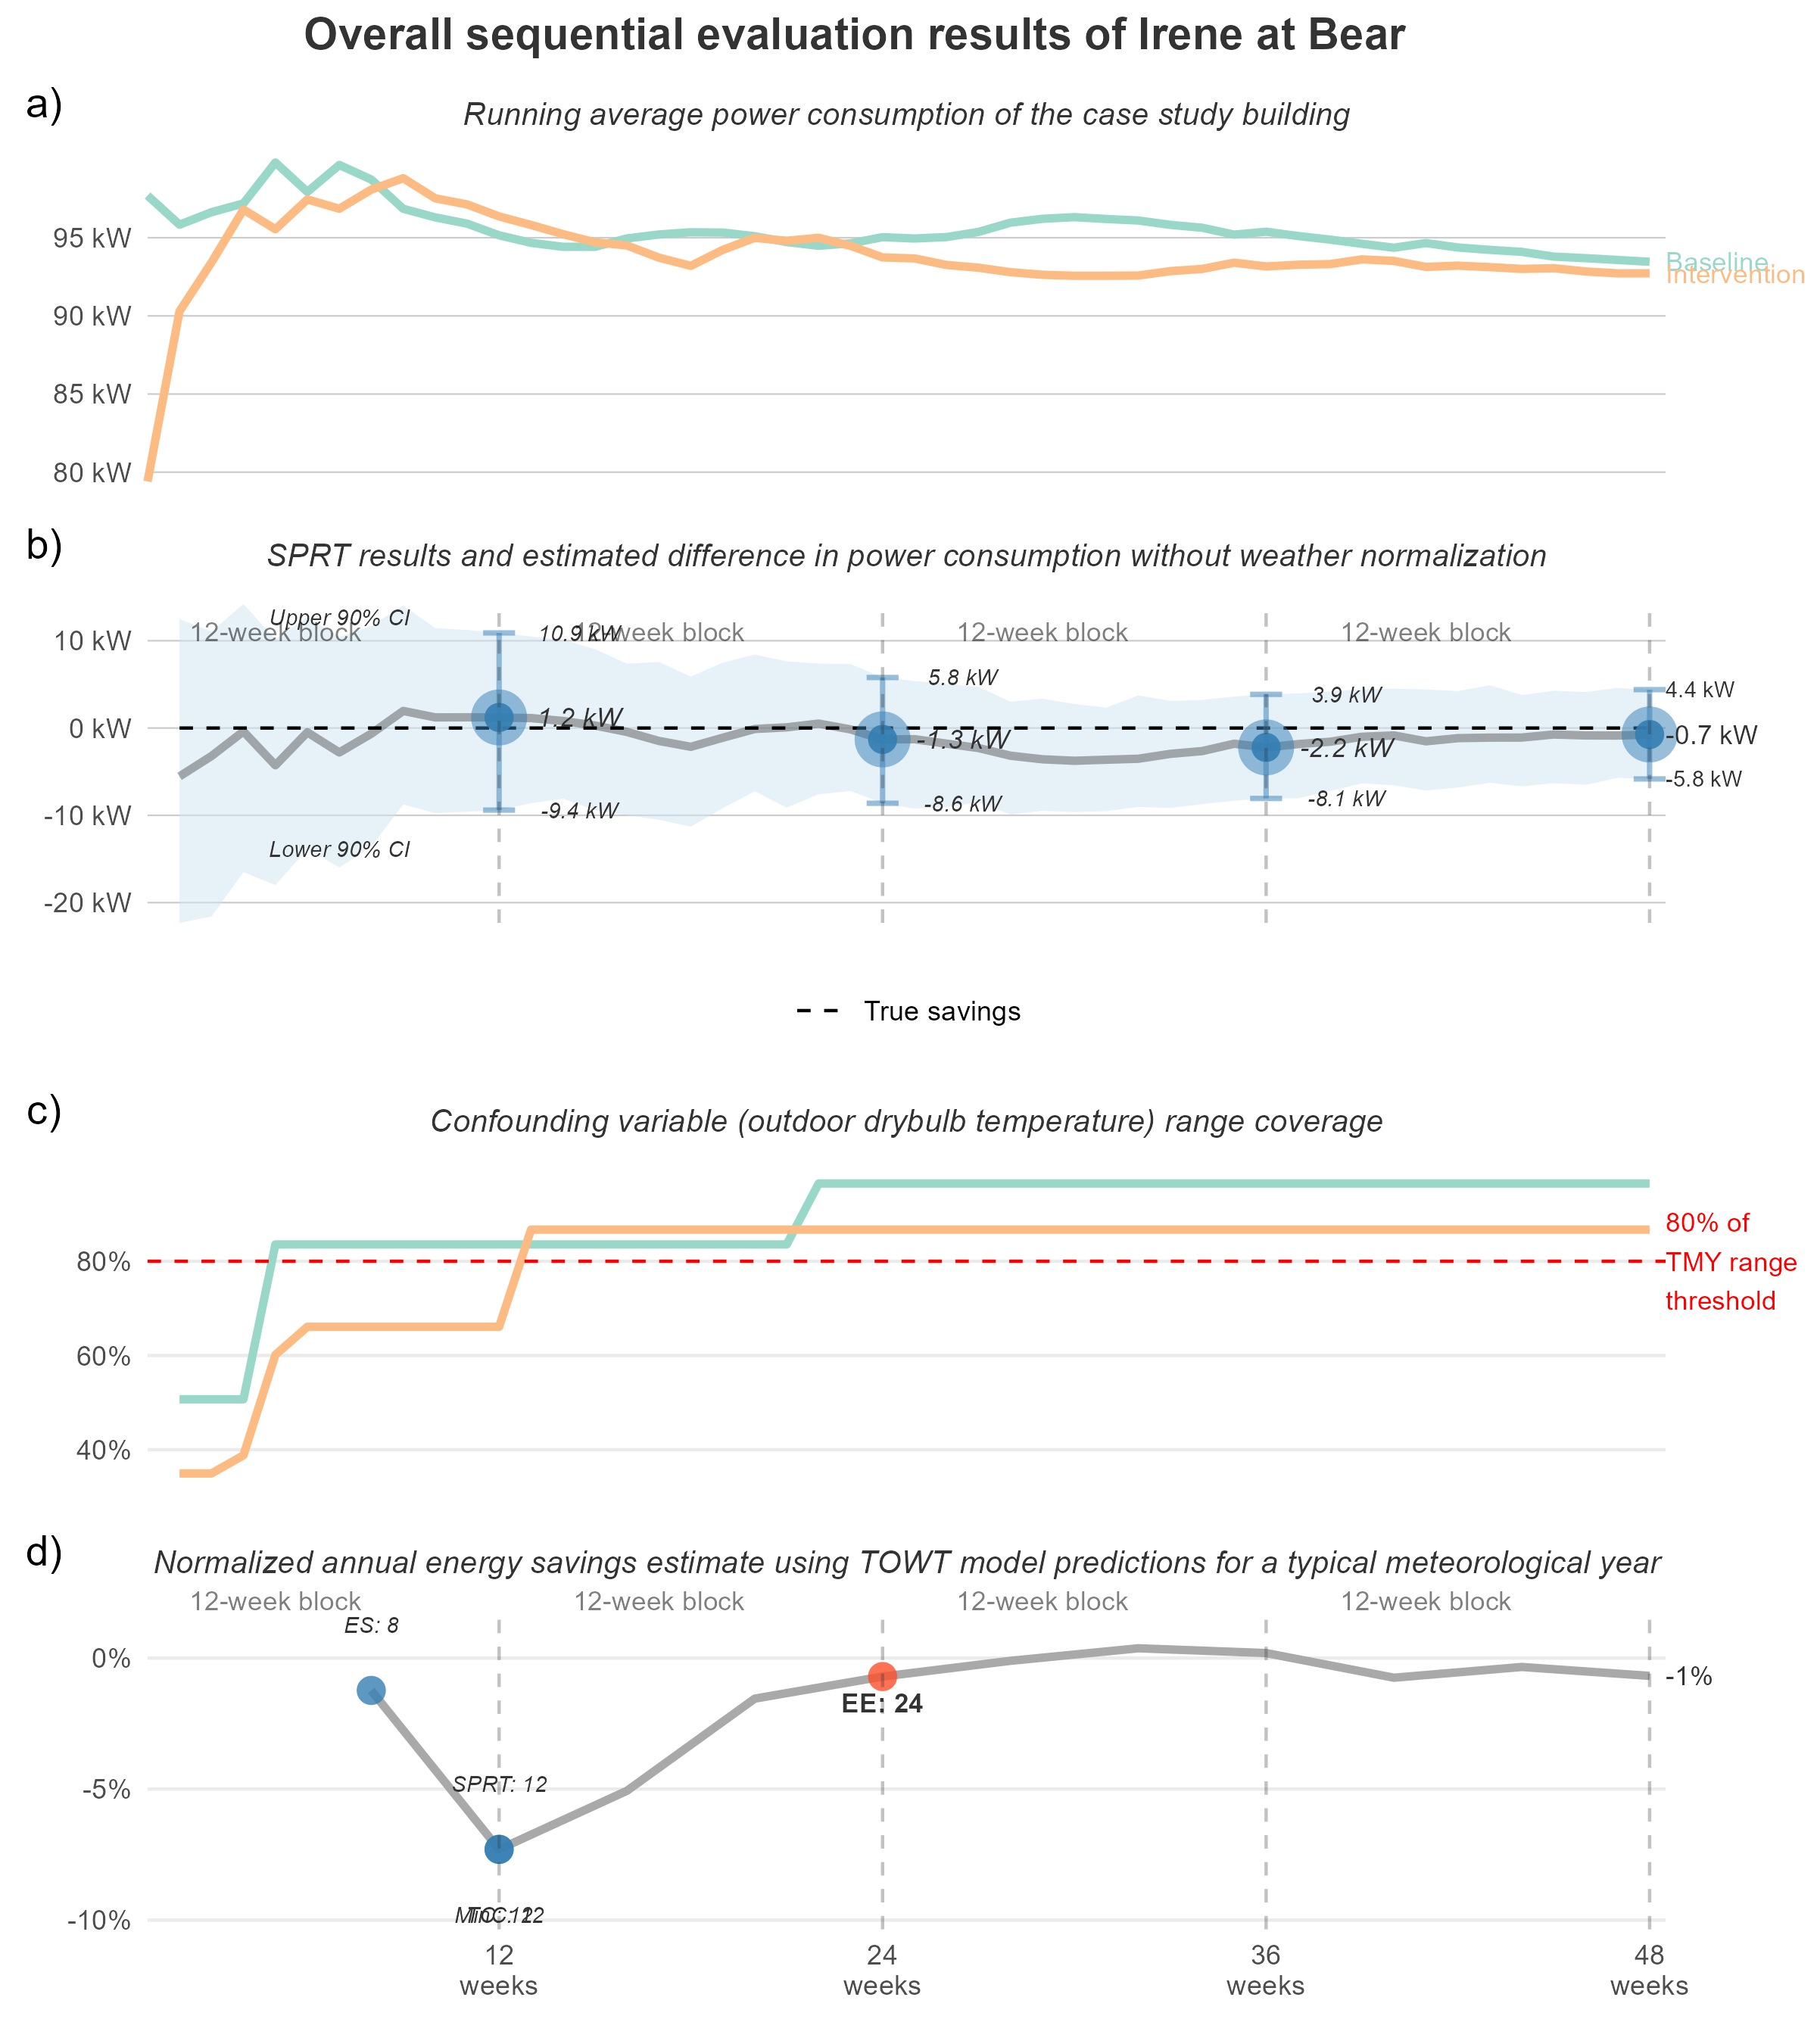 Overall sequential evaluation results of Irene at Bear
a)
Running average power consumption of the case study building
95 kW
90 kW
85 kW
80 kW
Baseline
Intervention
b)
SPRT results and estimated difference in power consumption without weather normalization
Upper 90% CI
12-week block
12-week block
12-week block
12-week block
10 kW
0 kW
-10 kW
-20 kW
10.9 kW
1.2 kW
-9.4 kW
5.8 kW
-1.3 kW
-8.6 kW
3.9 kW
-2.2 kW
-8.1 kW
4.4 kW
-0.7 kW
-5.8 kW
Lower 90% CI
True savings
c)
Confounding variable (outdoor drybulb temperature) range coverage
80%
60%
40%
80% of
TMY range
threshold
d)
Normalized annual energy savings estimate using TOWT model predictions for a typical meteorological year
12-week block
12-week block
12-week block
12-week block
ES: 8
0%
-5%
-10%
SPRT: 12
EE: 24
-1%
12
weeks
24
weeks
36
weeks
48
weeks